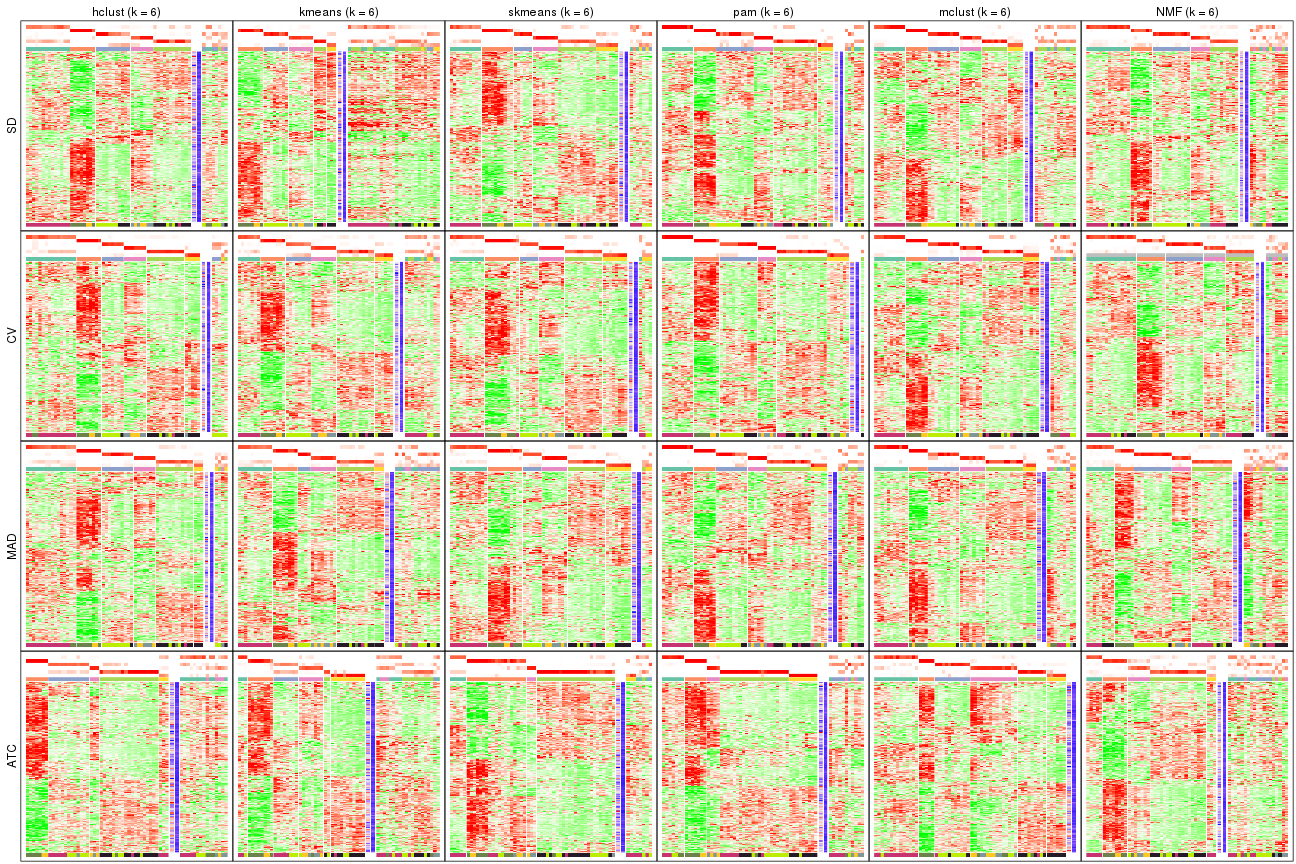 hclust (k = 6)
kmeans (k = 6)
skmeans (k = 6)
pam (k = 6)
mclust (k = 6)
NMF (k = 6)
SD
CV
MAD
ATC